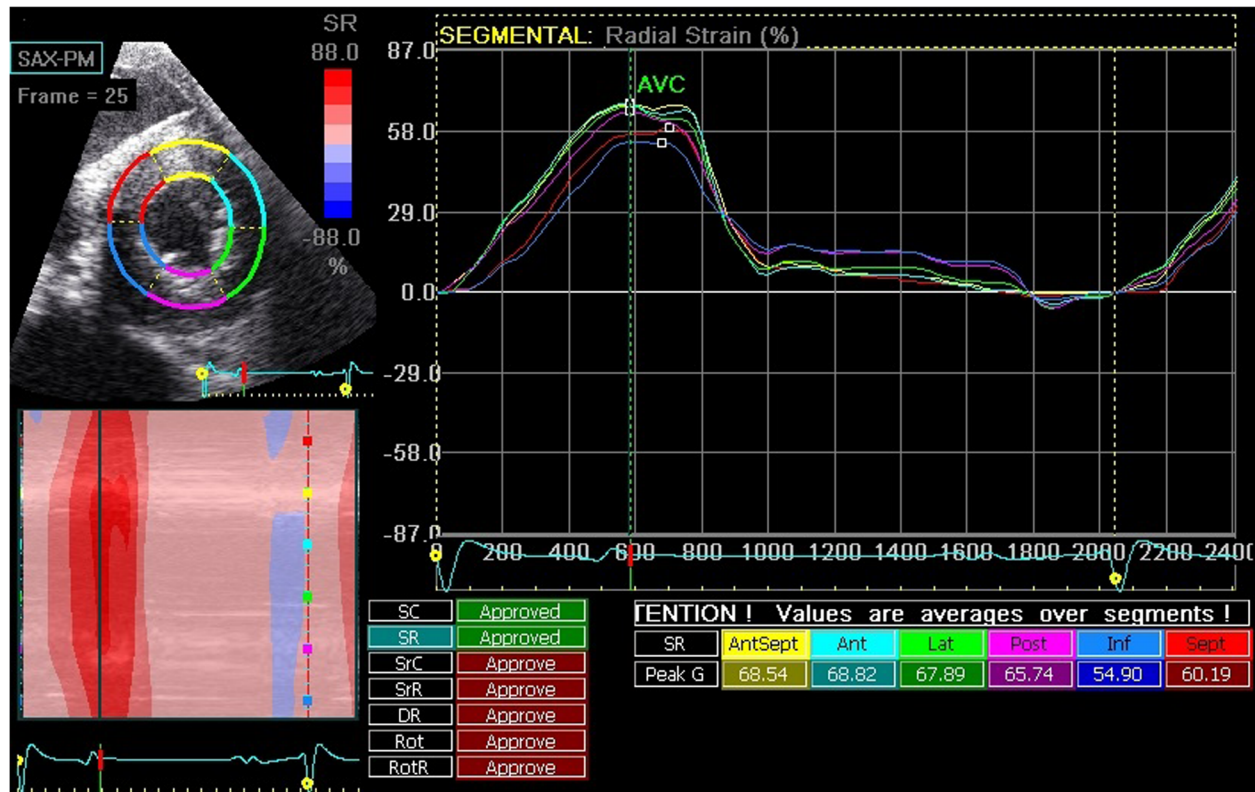 SR
88.0
SAX-PM
Frame = 25
-88.0
%
SEGMENTAL: Radial Strain (%)
87.0
AVC
58.0
29.0
0.0
-29.0
-58.0
-87.0
0 200 400 600 800 1000 1200 1400 1600 1800 2000 2200 2400
SC Approved
SR Approved
SrC Approve
SrR Approve
DR Approve
Rot Approve
RotR Approve
TENTION ! Values are averages over segments !
SR AntSept Ant Lat Post Inf Sept
Peak G 68.54 68.82 67.89 65.74 54.90 60.19